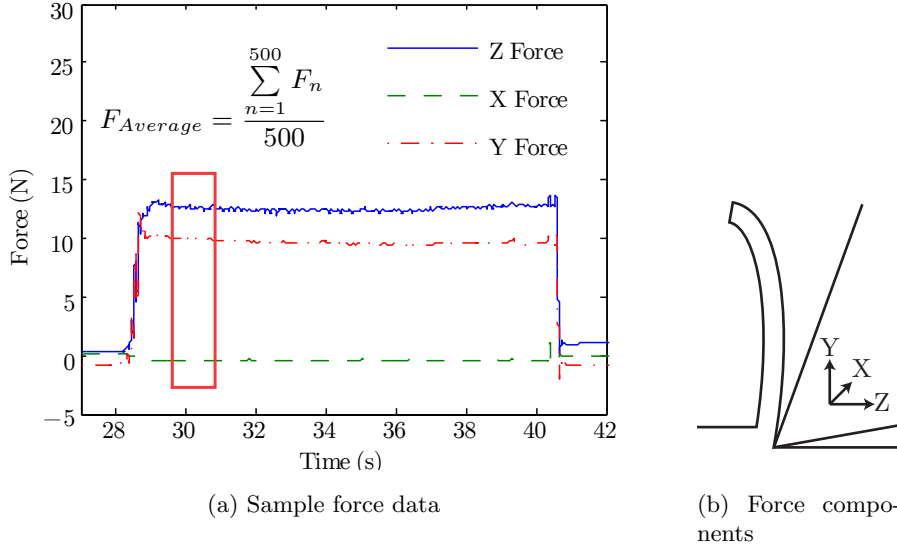 30
25
20
15
10
5
0
−5
Force (N)
500
∑ F_n
n=1
F_Average = ———
500
Z Force
X Force
Y Force
28 30 32 34 36 38 40 42
Time (s)
Y
X
Z
(a) Sample force data
(b) Force compo-
nents